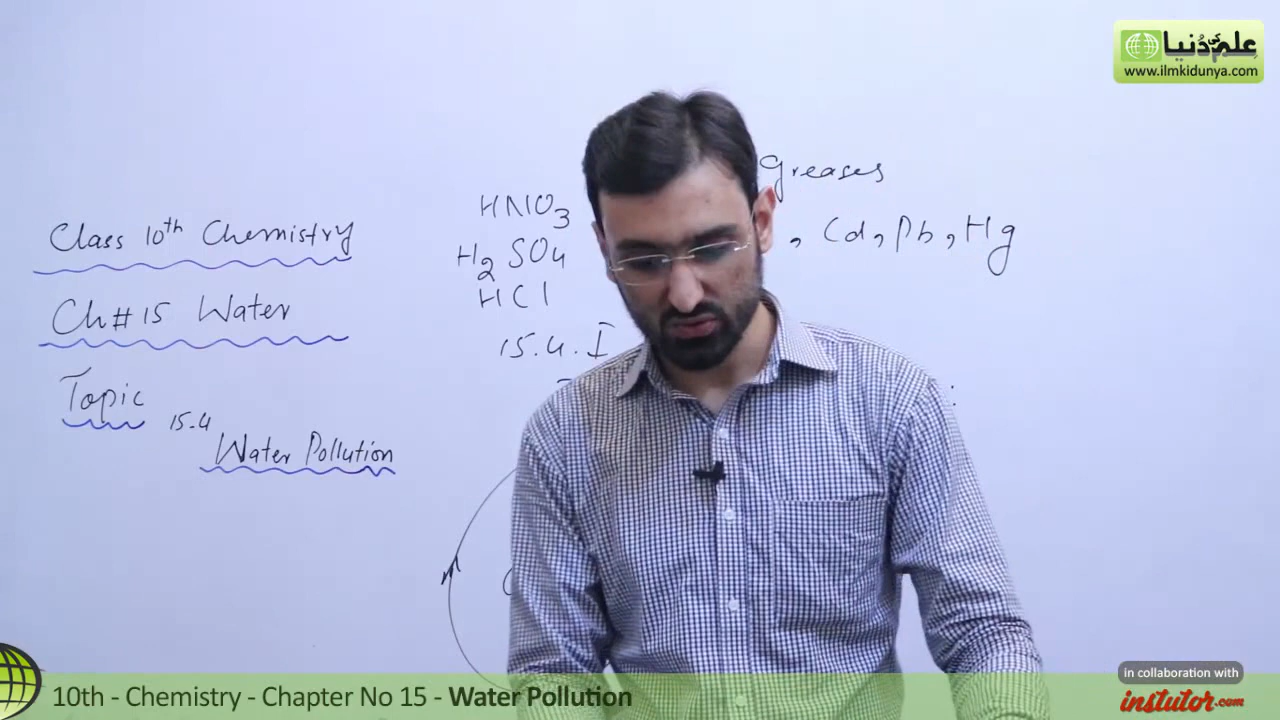 علم کی دُنیا
www.ilmkidunya.com
Class 10th Chemistry
Ch#15 Water
Topic
15.4
Water Pollution
HNO3
H2SO4
HCl
15.4.I
greases
, Cd, Pb, Hg
10th - Chemistry - Chapter No 15 - Water Pollution
in collaboration with
instutor.com